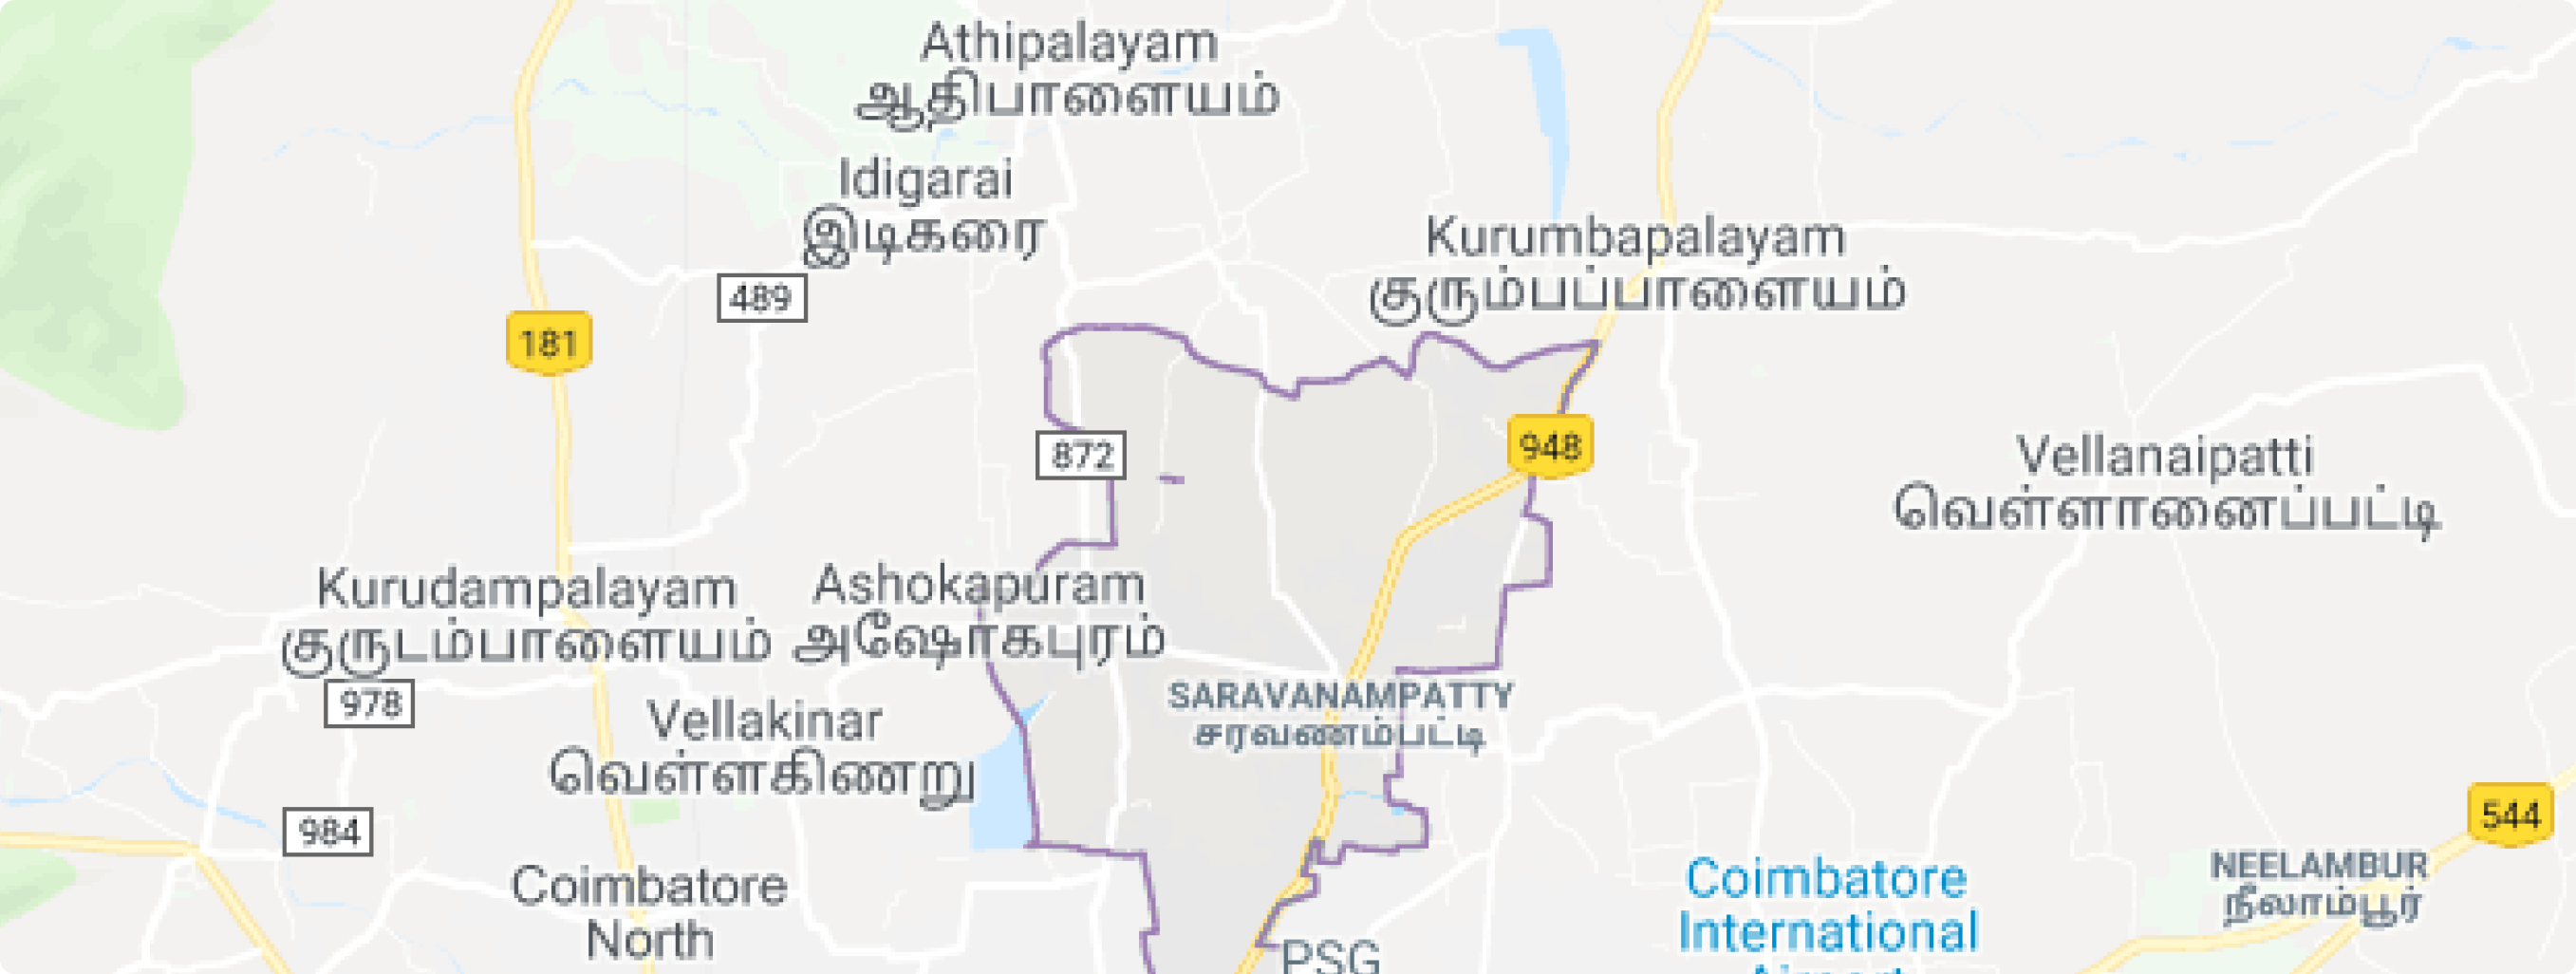 Athipalayam
ஆதிபாளையம்
Idigarai
இடிகரை
Kurumbapalayam
குரும்பப்பாளையம்
489
181
872
948
Vellanaipatti
வெள்ளானைப்பட்டி
Kurudampalayam
குருடம்பாளையம்
Ashokapuram
அஷோகபுரம்
978
SARAVANAMPATTY
சரவணம்பட்டி
Vellakinar
வெள்ளகிணறு
984
544
Coimbatore
North
Coimbatore
International
Airport
NEELAMBUR
நீலாம்பூர்
PSG